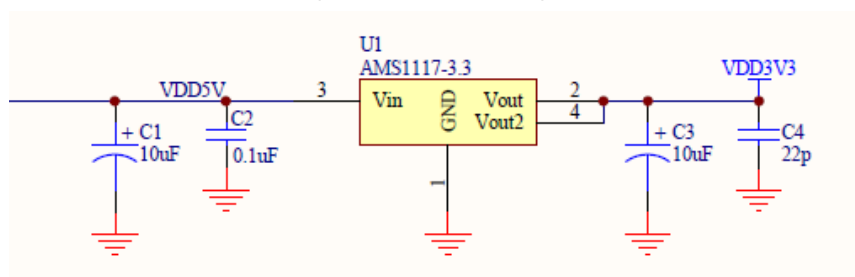 U1
AMS1117-3.3
VDD5V
3
Vin
GND
Vout
Vout2
2
4
1
VDD3V3
+ C1
10uF
C2
0.1uF
+ C3
10uF
C4
22p